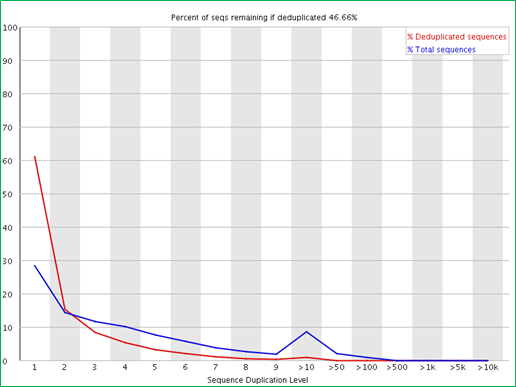 Percent of seqs remaining if deduplicated 46.66%
% Deduplicated sequences
% Total sequences
100
90
80
70
60
50
40
30
20
10
0
1 2 3 4 5 6 7 8 9 >10 >50 >100 >500 >1k >5k >10k
Sequence Duplication Level